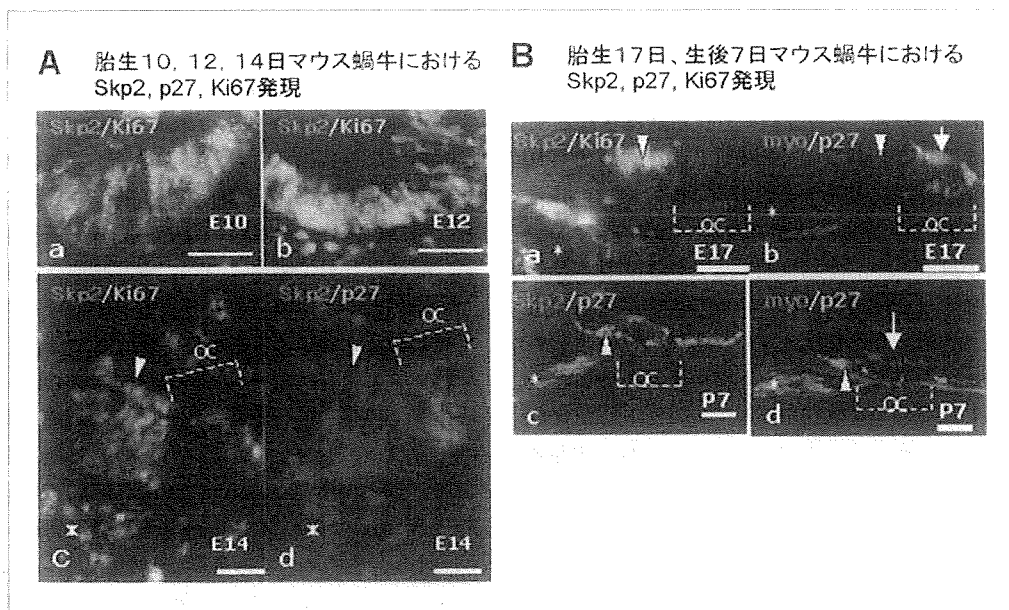 A 胎生10, 12, 14日マウス蝸牛における
Skp2, p27, Ki67発現
Skp2/Ki67
E10
a
Skp2/Ki67
E12
b
Skp2/Ki67
OC
E14
c
Skp2/p27
OC
E14
d
B 胎生17日、生後7日マウス蝸牛における
Skp2, p27, Ki67発現
Skp2/Ki67
OC
a
E17
myo/p27
OC
b
E17
Skp2/p27
OC
c
P7
myo/p27
OC
d
P7